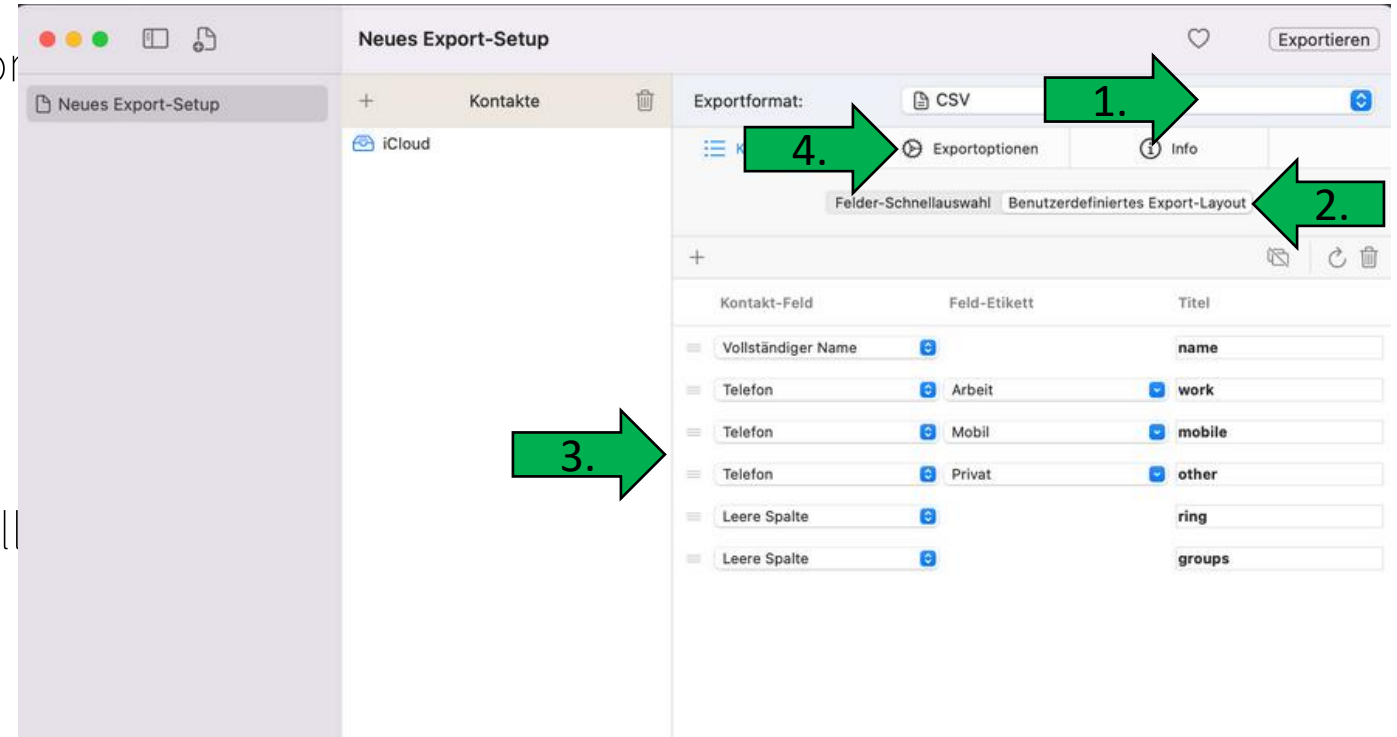 Neues Export-Setup
Exportieren
Neues Export-Setup
Kontakte
iCloud
Exportformat:
CSV
1.
4.
Exportoptionen
Info
Felder-Schnellauswahl Benutzerdefiniertes Export-Layout
2.
Kontakt-Feld Feld-Etikett Titel
Vollständiger Name name
Telefon Arbeit work
Telefon Mobil mobile
3.
Telefon Privat other
Leere Spalte ring
Leere Spalte groups